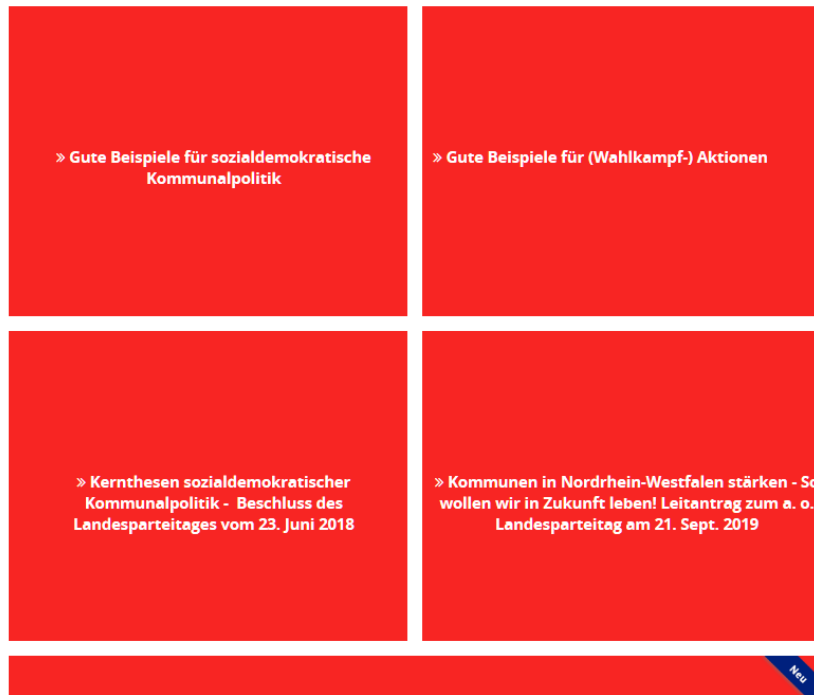 » Gute Beispiele für sozialdemokratische
Kommunalpolitik
» Gute Beispiele für (Wahlkampf-) Aktionen
» Kernthesen sozialdemokratischer
Kommunalpolitik - Beschluss des
Landesparteitages vom 23. Juni 2018
» Kommunen in Nordrhein-Westfalen stärken - So
wollen wir in Zukunft leben! Leitantrag zum a. o.
Landesparteitag am 21. Sept. 2019
Neu